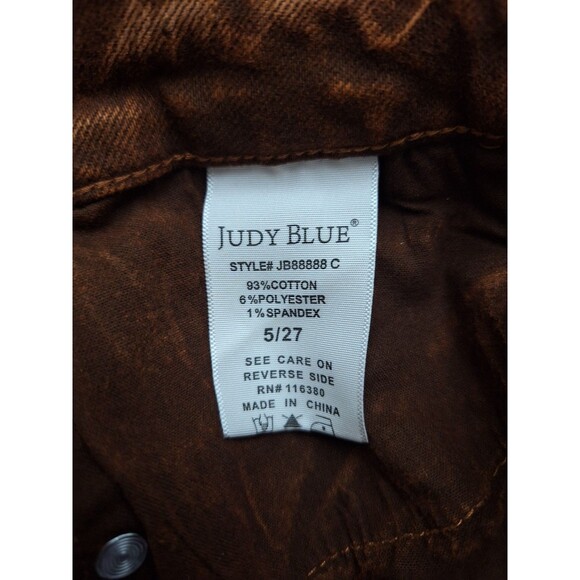 JUDY BLUE®
STYLE# JB88888 C
93%COTTON
6%POLYESTER
1%SPANDEX
5/27
SEE CARE ON
REVERSE SIDE
RN# 116380
MADE IN CHINA